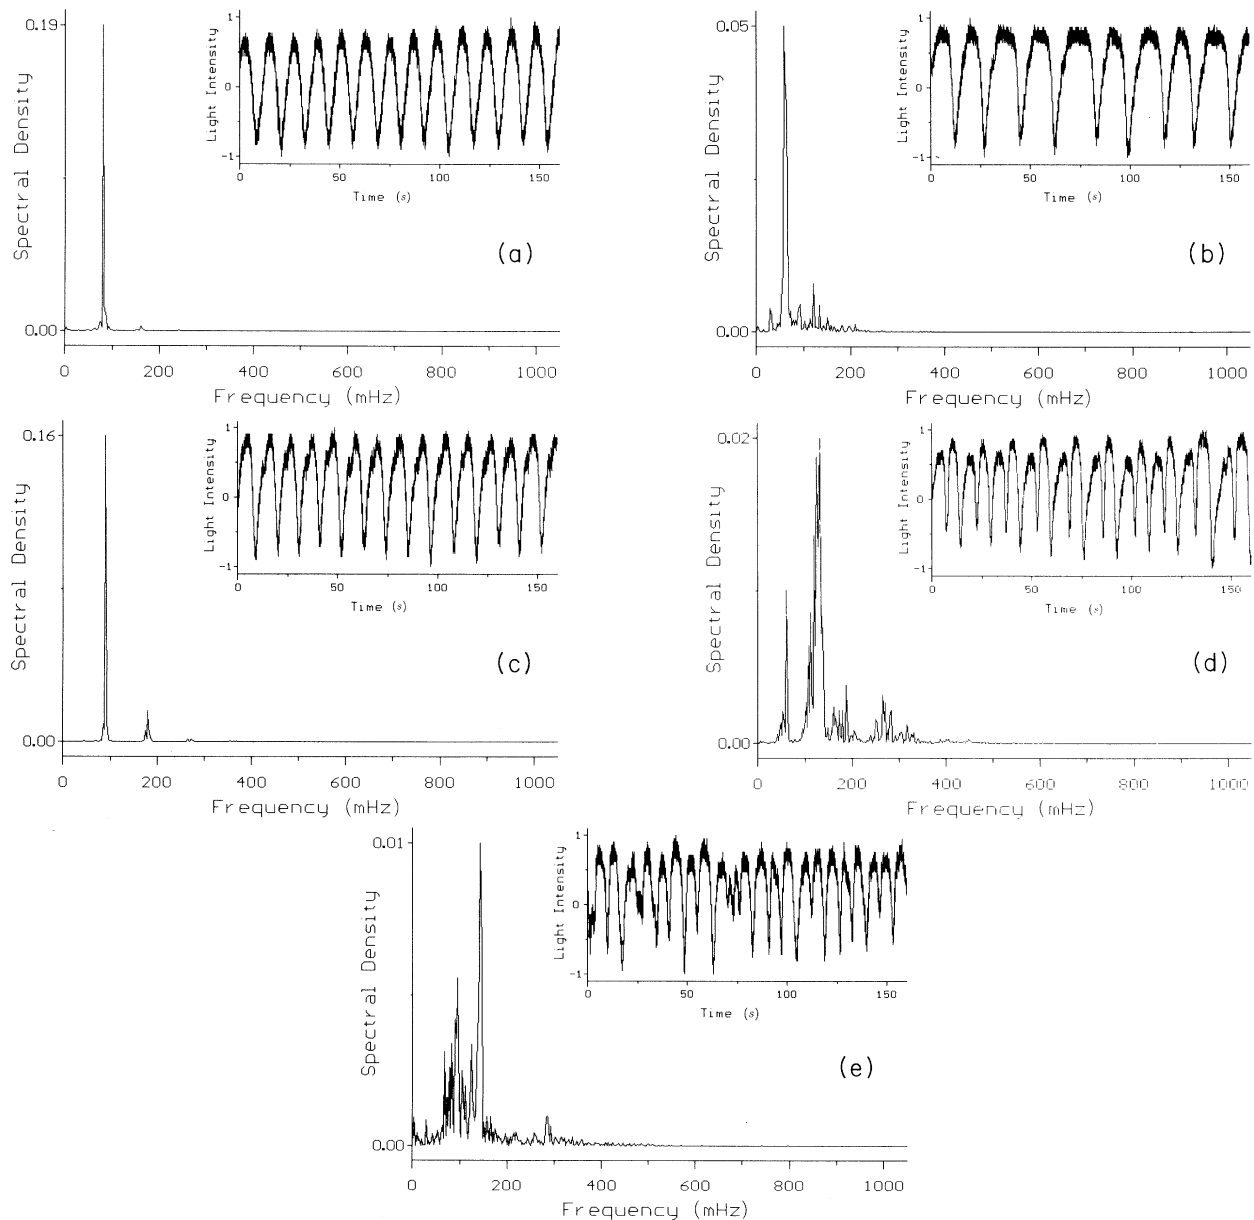 0.19
Spectral Density
0.00
0 200 400 600 800 1000
Frequency (mHz)
1
Light Intensity
0
-1
0 50 100 150
Time (s)
(a)
0.05
Spectral Density
0.00
0 200 400 600 800 1000
Frequency (mHz)
1
Light Intensity
0
-1
0 50 100 150
Time (s)
(b)
0.16
Spectral Density
0.00
0 200 400 600 800 1000
Frequency (mHz)
1
Light Intensity
0
-1
0 50 100 150
Time (s)
(c)
0.02
Spectral Density
0.00
0 200 400 600 800 1000
Frequency (mHz)
1
Light Intensity
0
-1
0 50 100 150
Time (s)
(d)
0.01
Spectral Density
0.00
0 200 400 600 800 1000
Frequency (mHz)
1
Light Intensity
0
-1
0 50 100 150
Time (s)
(e)